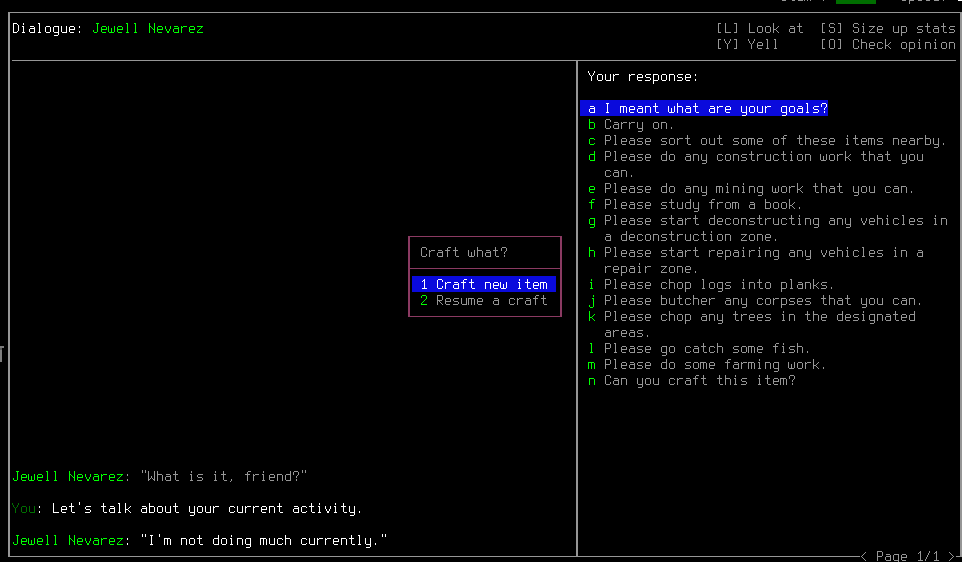 Dialogue: Jewell Nevarez
[L] Look at [S] Size up stats
[Y] Yell [O] Check opinion
Your response:
a I meant what are your goals?
b Carry on.
c Please sort out some of these items nearby.
d Please do any construction work that you
can.
e Please do any mining work that you can.
f Please study from a book.
g Please start deconstructing any vehicles in
a deconstruction zone.
h Please start repairing any vehicles in a
repair zone.
i Please chop logs into planks.
j Please butcher any corpses that you can.
k Please chop any trees in the designated
areas.
l Please go catch some fish.
m Please do some farming work.
n Can you craft this item?
Craft what?
1 Craft new item
2 Resume a craft
Jewell Nevarez: "What is it, friend?"
You: Let's talk about your current activity.
Jewell Nevarez: "I'm not doing much currently."
< Page 1/1 >